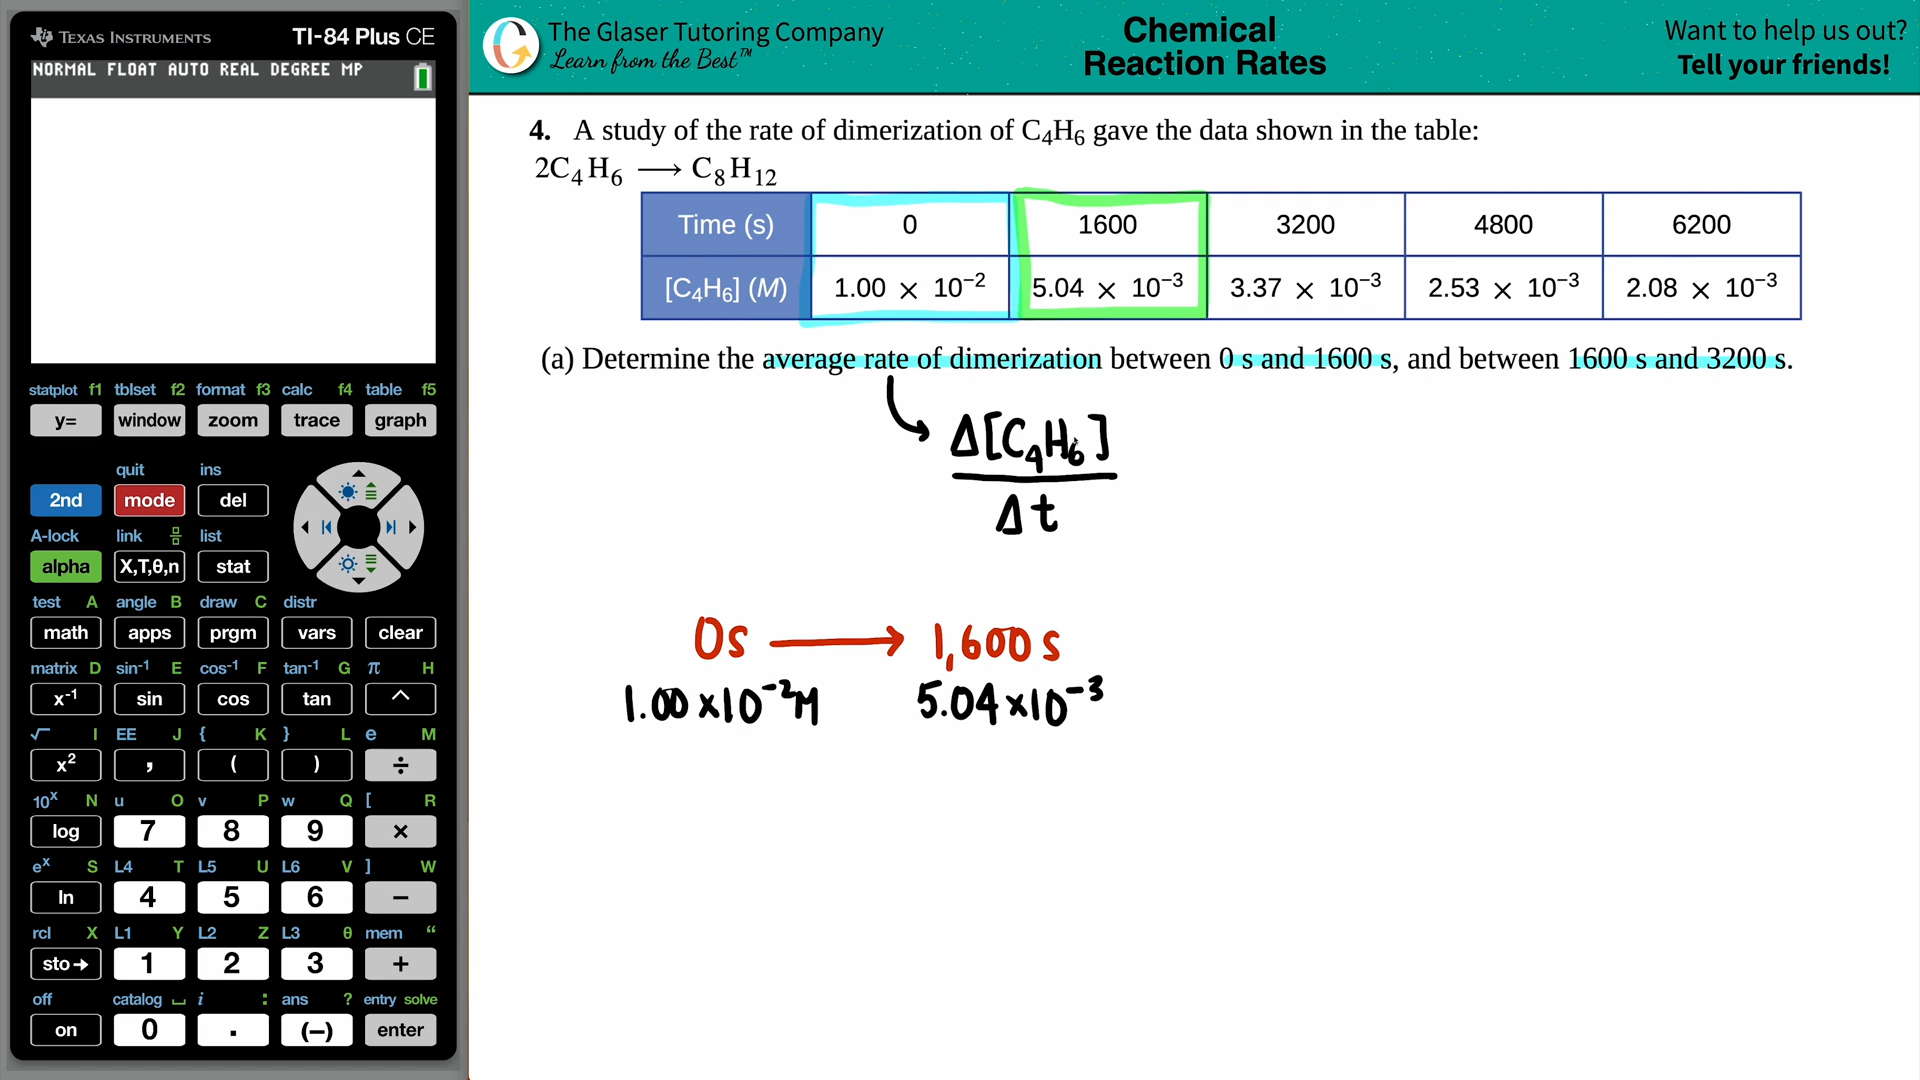 TEXAS INSTRUMENTS TI-84 Plus CE
NORMAL FLOAT AUTO REAL DEGREE MP
statplot f1 tblset f2 format f3 calc f4 table f5
y= window zoom trace graph
quit ins
2nd mode del
A-lock link list
alpha X,T,θ,n stat
test A angle B draw C distr
math apps prgm vars clear
matrix D sin⁻¹ E cos⁻¹ F tan⁻¹ G π H
x⁻¹ sin cos tan ^
√ I EE J { K } L e M
x² , ( ) ÷
10ˣ N u O v P w Q [ R
log 7 8 9 ×
eˣ S L4 T L5 U L6 V ] W
ln 4 5 6 −
rcl X L1 Y L2 Z L3 θ mem “
sto→ 1 2 3 +
off catalog ⎵ i : ans ? entry solve
on 0 . (–) enter
The Glaser Tutoring Company
Learn from the Best™
Chemical
Reaction Rates
Want to help us out?
Tell your friends!
4. A study of the rate of dimerization of C₄H₆ gave the data shown in the table:
2C₄H₆ ⟶ C₈H₁₂
Time (s) 0 1600 3200 4800 6200
[C₄H₆] (M) 1.00 × 10⁻² 5.04 × 10⁻³ 3.37 × 10⁻³ 2.53 × 10⁻³ 2.08 × 10⁻³
(a) Determine the average rate of dimerization between 0 s and 1600 s, and between 1600 s and 3200 s.
Δ[C₄H₆]
Δt
0s → 1,600 s
1.00×10⁻²M 5.04×10⁻³